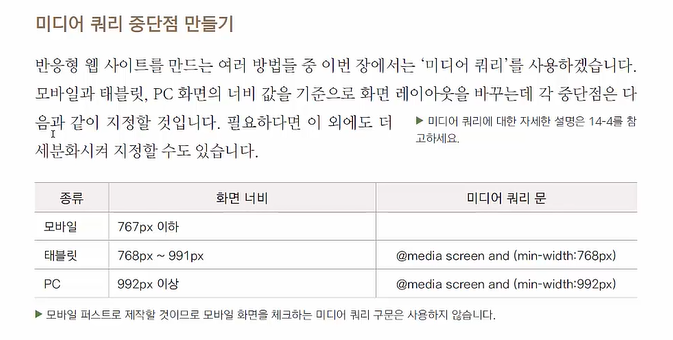 미디어 쿼리 중단점 만들기
반응형 웹 사이트를 만드는 여러 방법들 중 이번 장에서는 ‘미디어 쿼리’를 사용하겠습니다.
모바일과 태블릿, PC 화면의 너비 값을 기준으로 화면 레이아웃을 바꾸는데 각 중단점은 다
음과 같이 지정할 것입니다. 필요하다면 이 외에도 더
세분화시켜 지정할 수도 있습니다.
▶ 미디어 쿼리에 대한 자세한 설명은 14-4를 참
고하세요.
종류 화면 너비 미디어 쿼리 문
모바일 767px 이하
태블릿 768px ~ 991px @media screen and (min-width:768px)
PC 992px 이상 @media screen and (min-width:992px)
▶ 모바일 퍼스트로 제작할 것이므로 모바일 화면을 체크하는 미디어 쿼리 구문은 사용하지 않습니다.